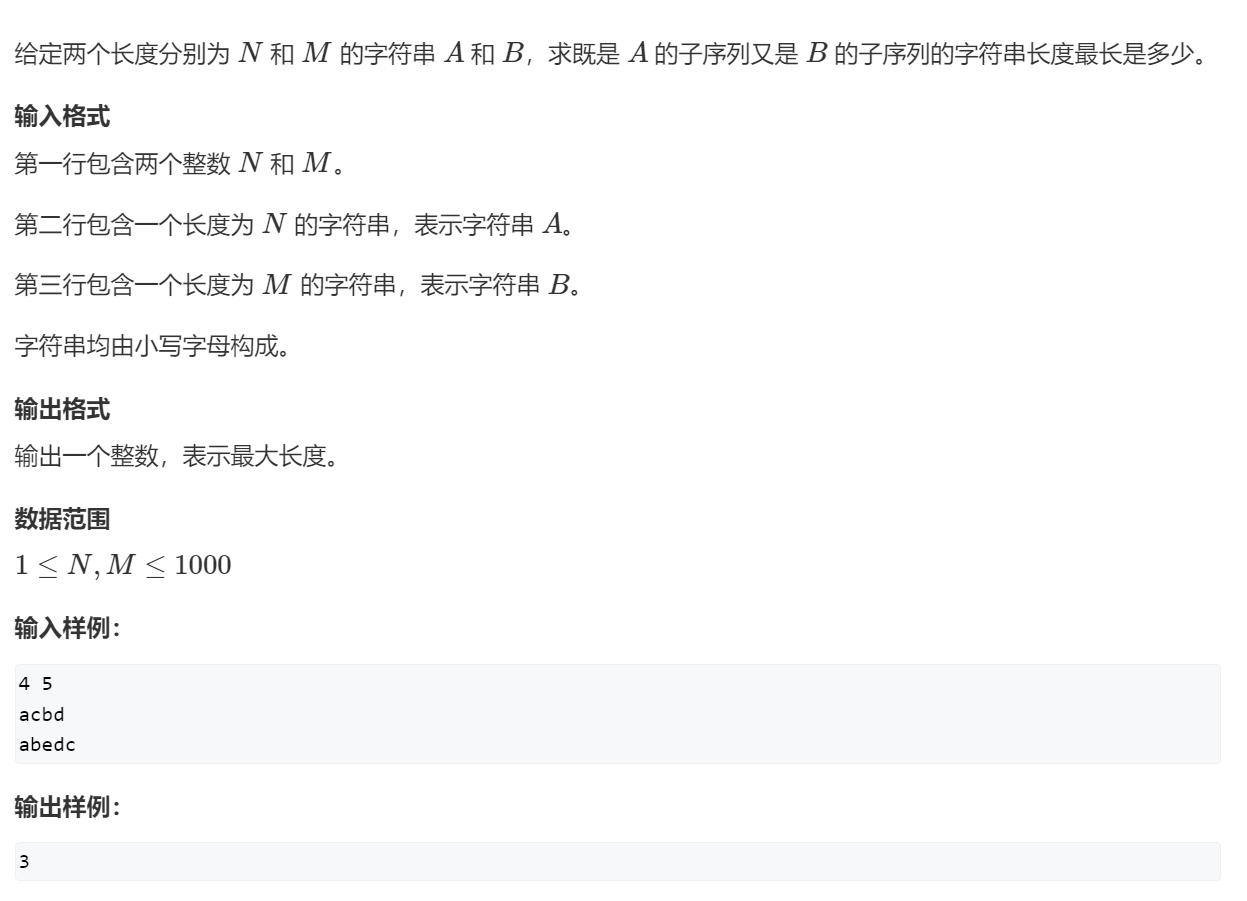 给定两个长度分别为 N 和 M 的字符串 A 和 B，求既是 A 的子序列又是 B 的子序列的字符串长度最长是多少。
输入格式
第一行包含两个整数 N 和 M。
第二行包含一个长度为 N 的字符串，表示字符串 A。
第三行包含一个长度为 M 的字符串，表示字符串 B。
字符串均由小写字母构成。
输出格式
输出一个整数，表示最大长度。
数据范围
1 ≤ N, M ≤ 1000
输入样例：
4 5
acbd
abedc
输出样例：
3